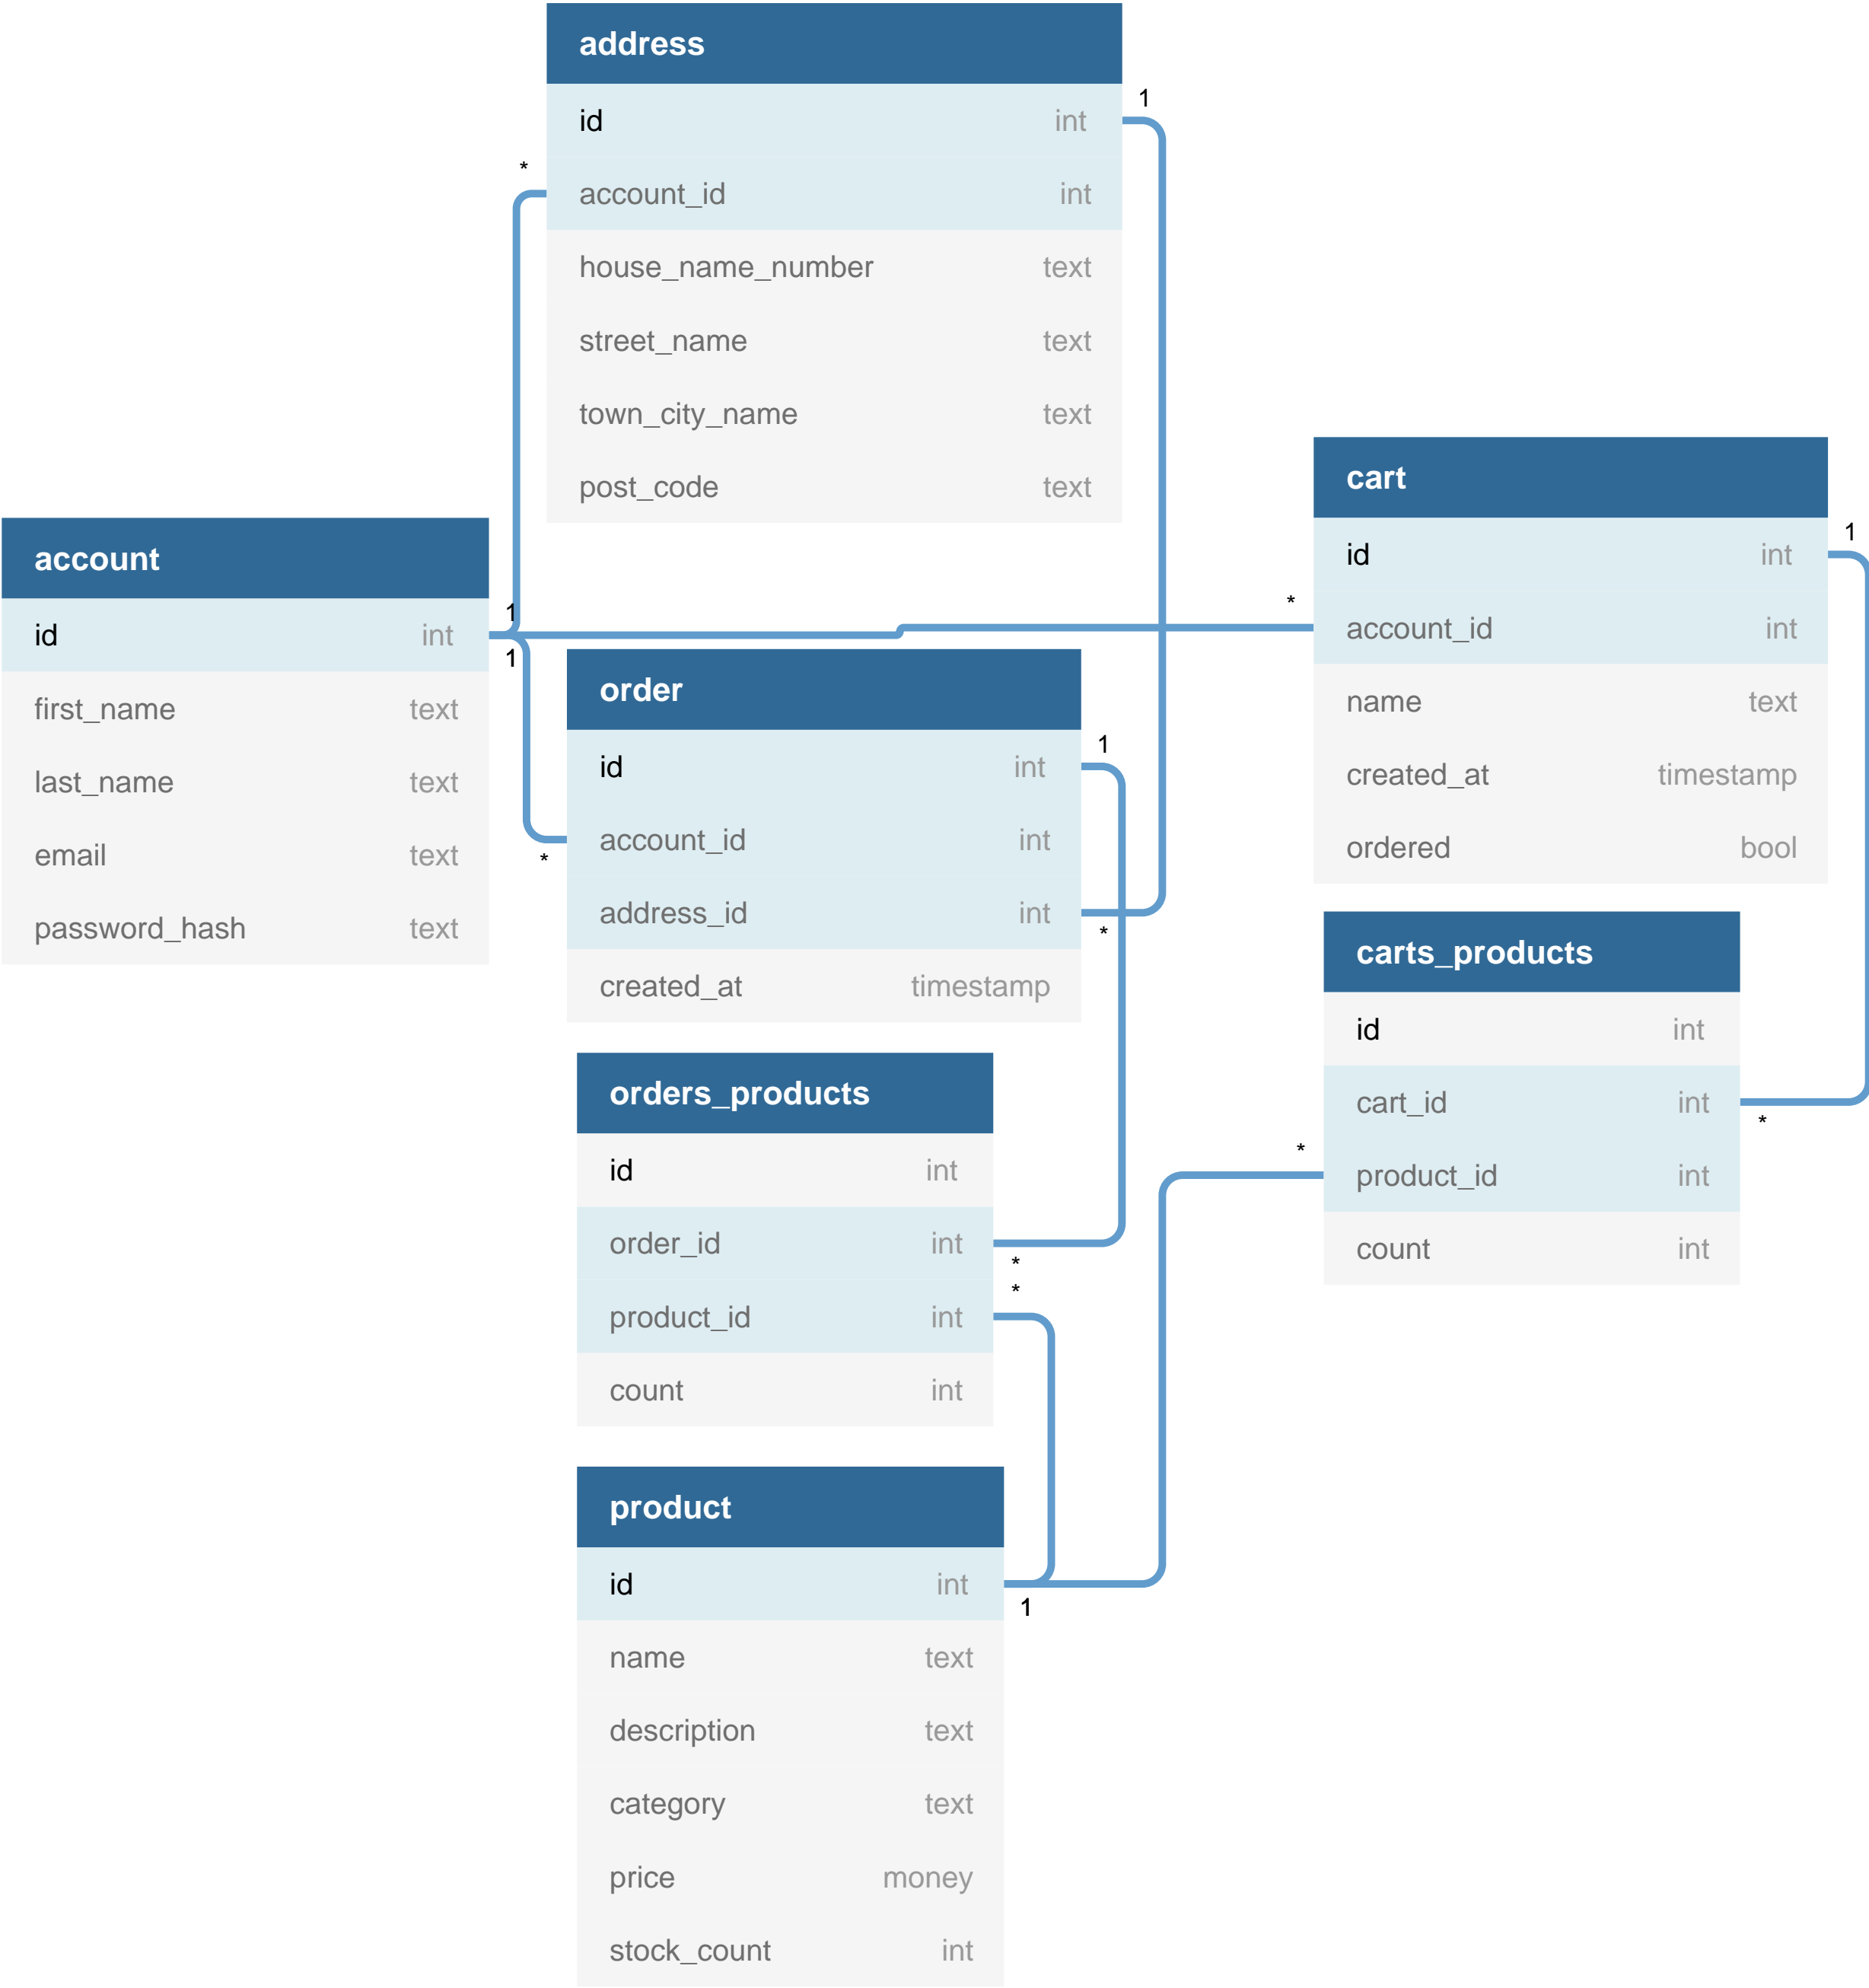 address
id int
account_id int
house_name_number text
street_name text
town_city_name text
post_code text
1
*
account
id int
first_name text
last_name text
email text
password_hash text
1
1
order
id int
account_id int
address_id int
created_at timestamp
1
*
*
orders_products
id int
order_id int
product_id int
count int
*
*
product
id int
name text
description text
category text
price money
stock_count int
1
cart
id int
account_id int
name text
created_at timestamp
ordered bool
1
*
carts_products
id int
cart_id int
product_id int
count int
*
*